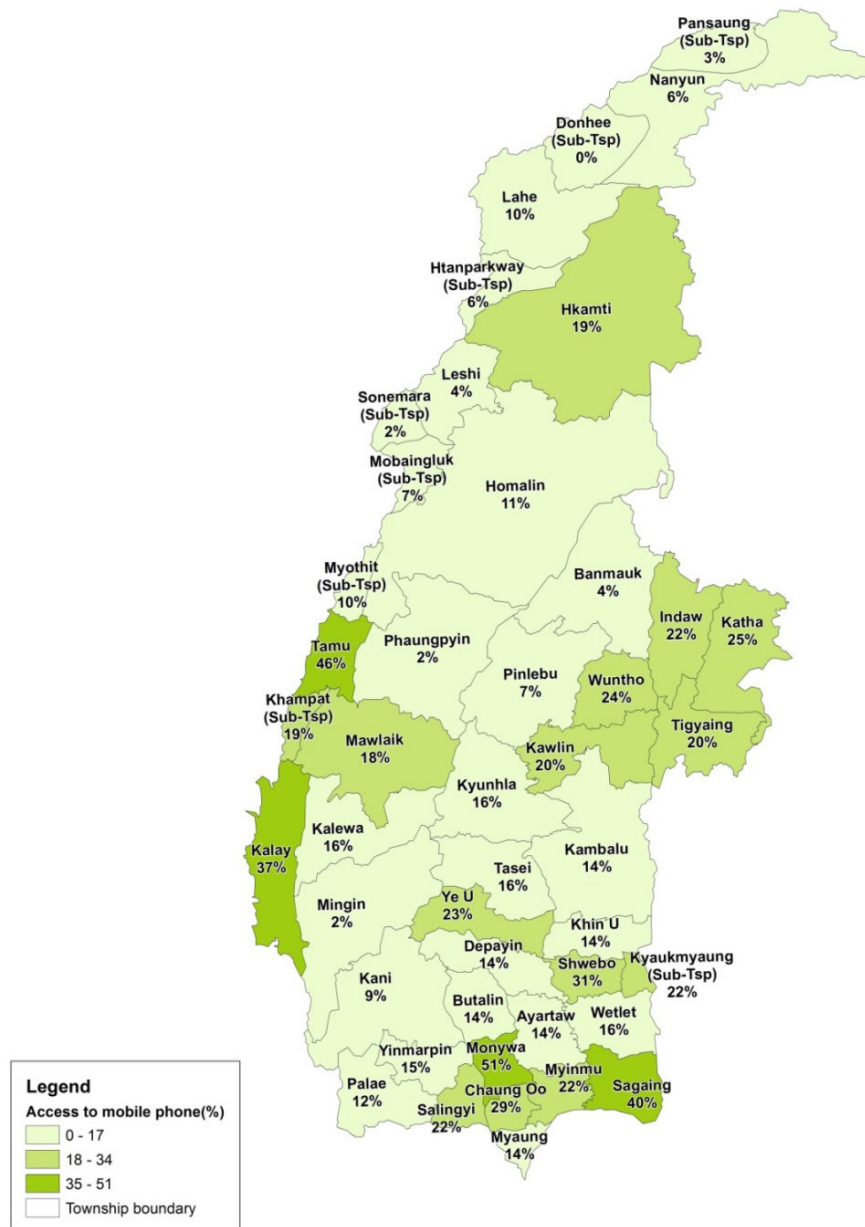 Pansaung
(Sub-Tsp)
3%
Nanyun
6%
Donhee
(Sub-Tsp)
0%
Lahe
10%
Htanparkway
(Sub-Tsp)
6%
Hkamti
19%
Leshi
4%
Sonemara
(Sub-Tsp)
2%
Mobaingluk
(Sub-Tsp)
7%
Homalin
11%
Myothit
(Sub-Tsp)
10%
Banmauk
4%
Indaw
22%
Katha
25%
Tamu
46%
Phaungpyin
2%
Pinlebu
7%
Wuntho
24%
Khampat
(Sub-Tsp)
19%
Mawlaik
18%
Kawlin
20%
Tigyaing
20%
Kyunhla
16%
Kalewa
16%
Kalay
37%
Kambalu
14%
Tasei
16%
Mingin
2%
Ye U
23%
Khin U
14%
Depayin
14%
Shwebo
31%
Kyaukmyaung
(Sub-Tsp)
22%
Kani
9%
Butalin
14%
Ayartaw
14%
Wetlet
16%
Yinmarpin
15%
Monywa
51%
Palae
12%
Salingyi
22%
Chaung Oo
29%
Myinmu
22%
Sagaing
40%
Myaung
14%
Legend
Access to mobile phone(%)
0 - 17
18 - 34
35 - 51
Township boundary